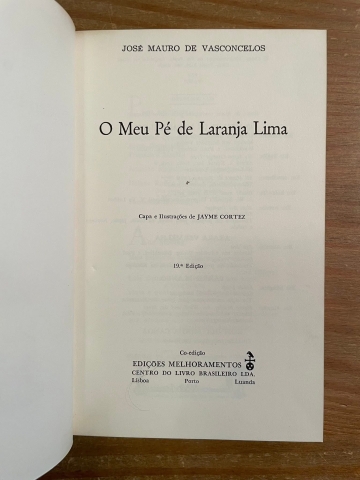 JOSÉ MAURO DE VASCONCELOS
O Meu Pé de Laranja Lima
Capa e Ilustrações de JAYME CORTEZ
19.ª Edição
Co-edição
EDIÇÕES MELHORAMENTOS
CENTRO DO LIVRO BRASILEIRO LDA.
Lisboa Porto Luanda